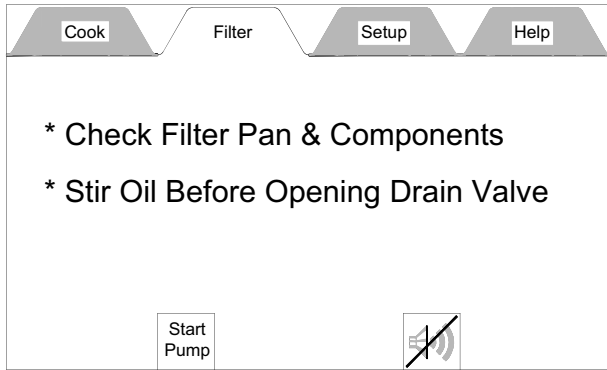 Cook Filter Setup Help
* Check Filter Pan & Components
* Stir Oil Before Opening Drain Valve
Start
Pump